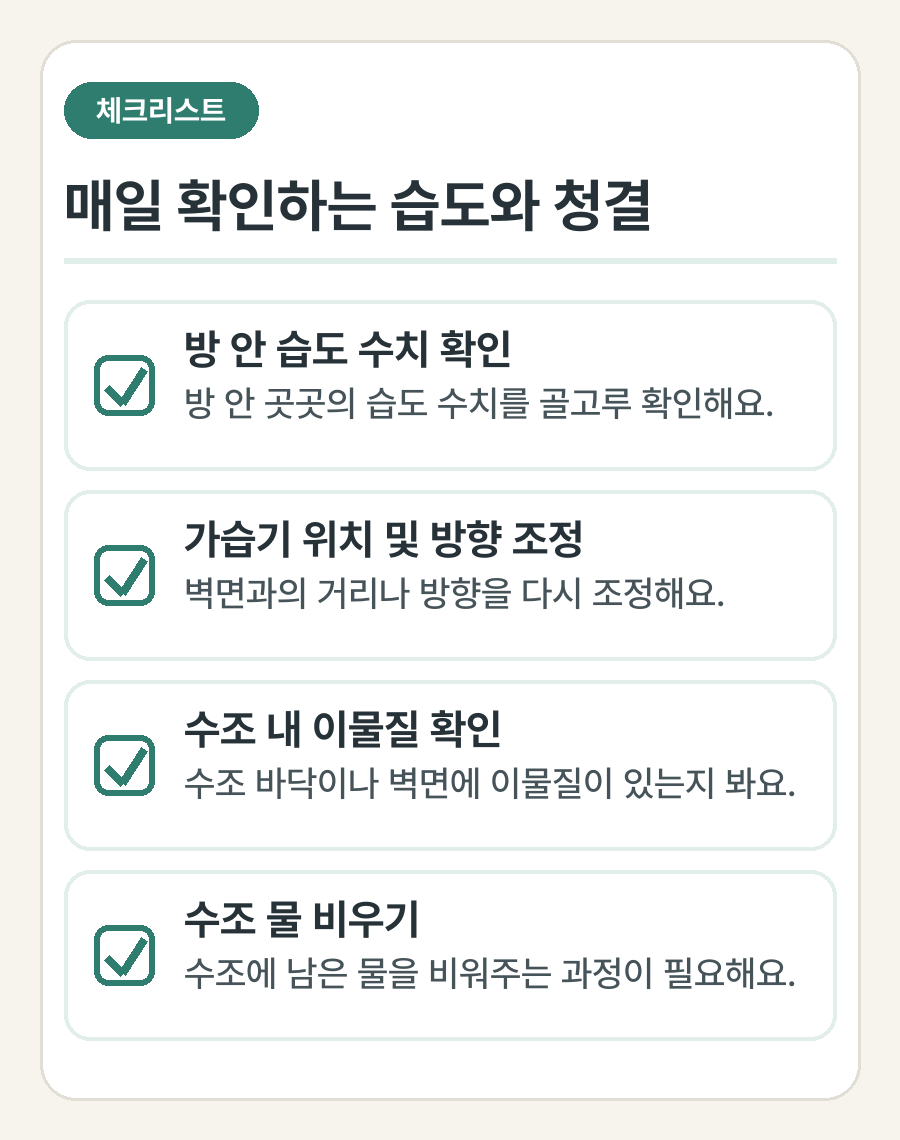 체크리스트
매일 확인하는 습도와 청결
방 안 습도 수치 확인
방 안 곳곳의 습도 수치를 골고루 확인해요.
가습기 위치 및 방향 조정
벽면과의 거리나 방향을 다시 조정해요.
수조 내 이물질 확인
수조 바닥이나 벽면에 이물질이 있는지 봐요.
수조 물 비우기
수조에 남은 물을 비워주는 과정이 필요해요.